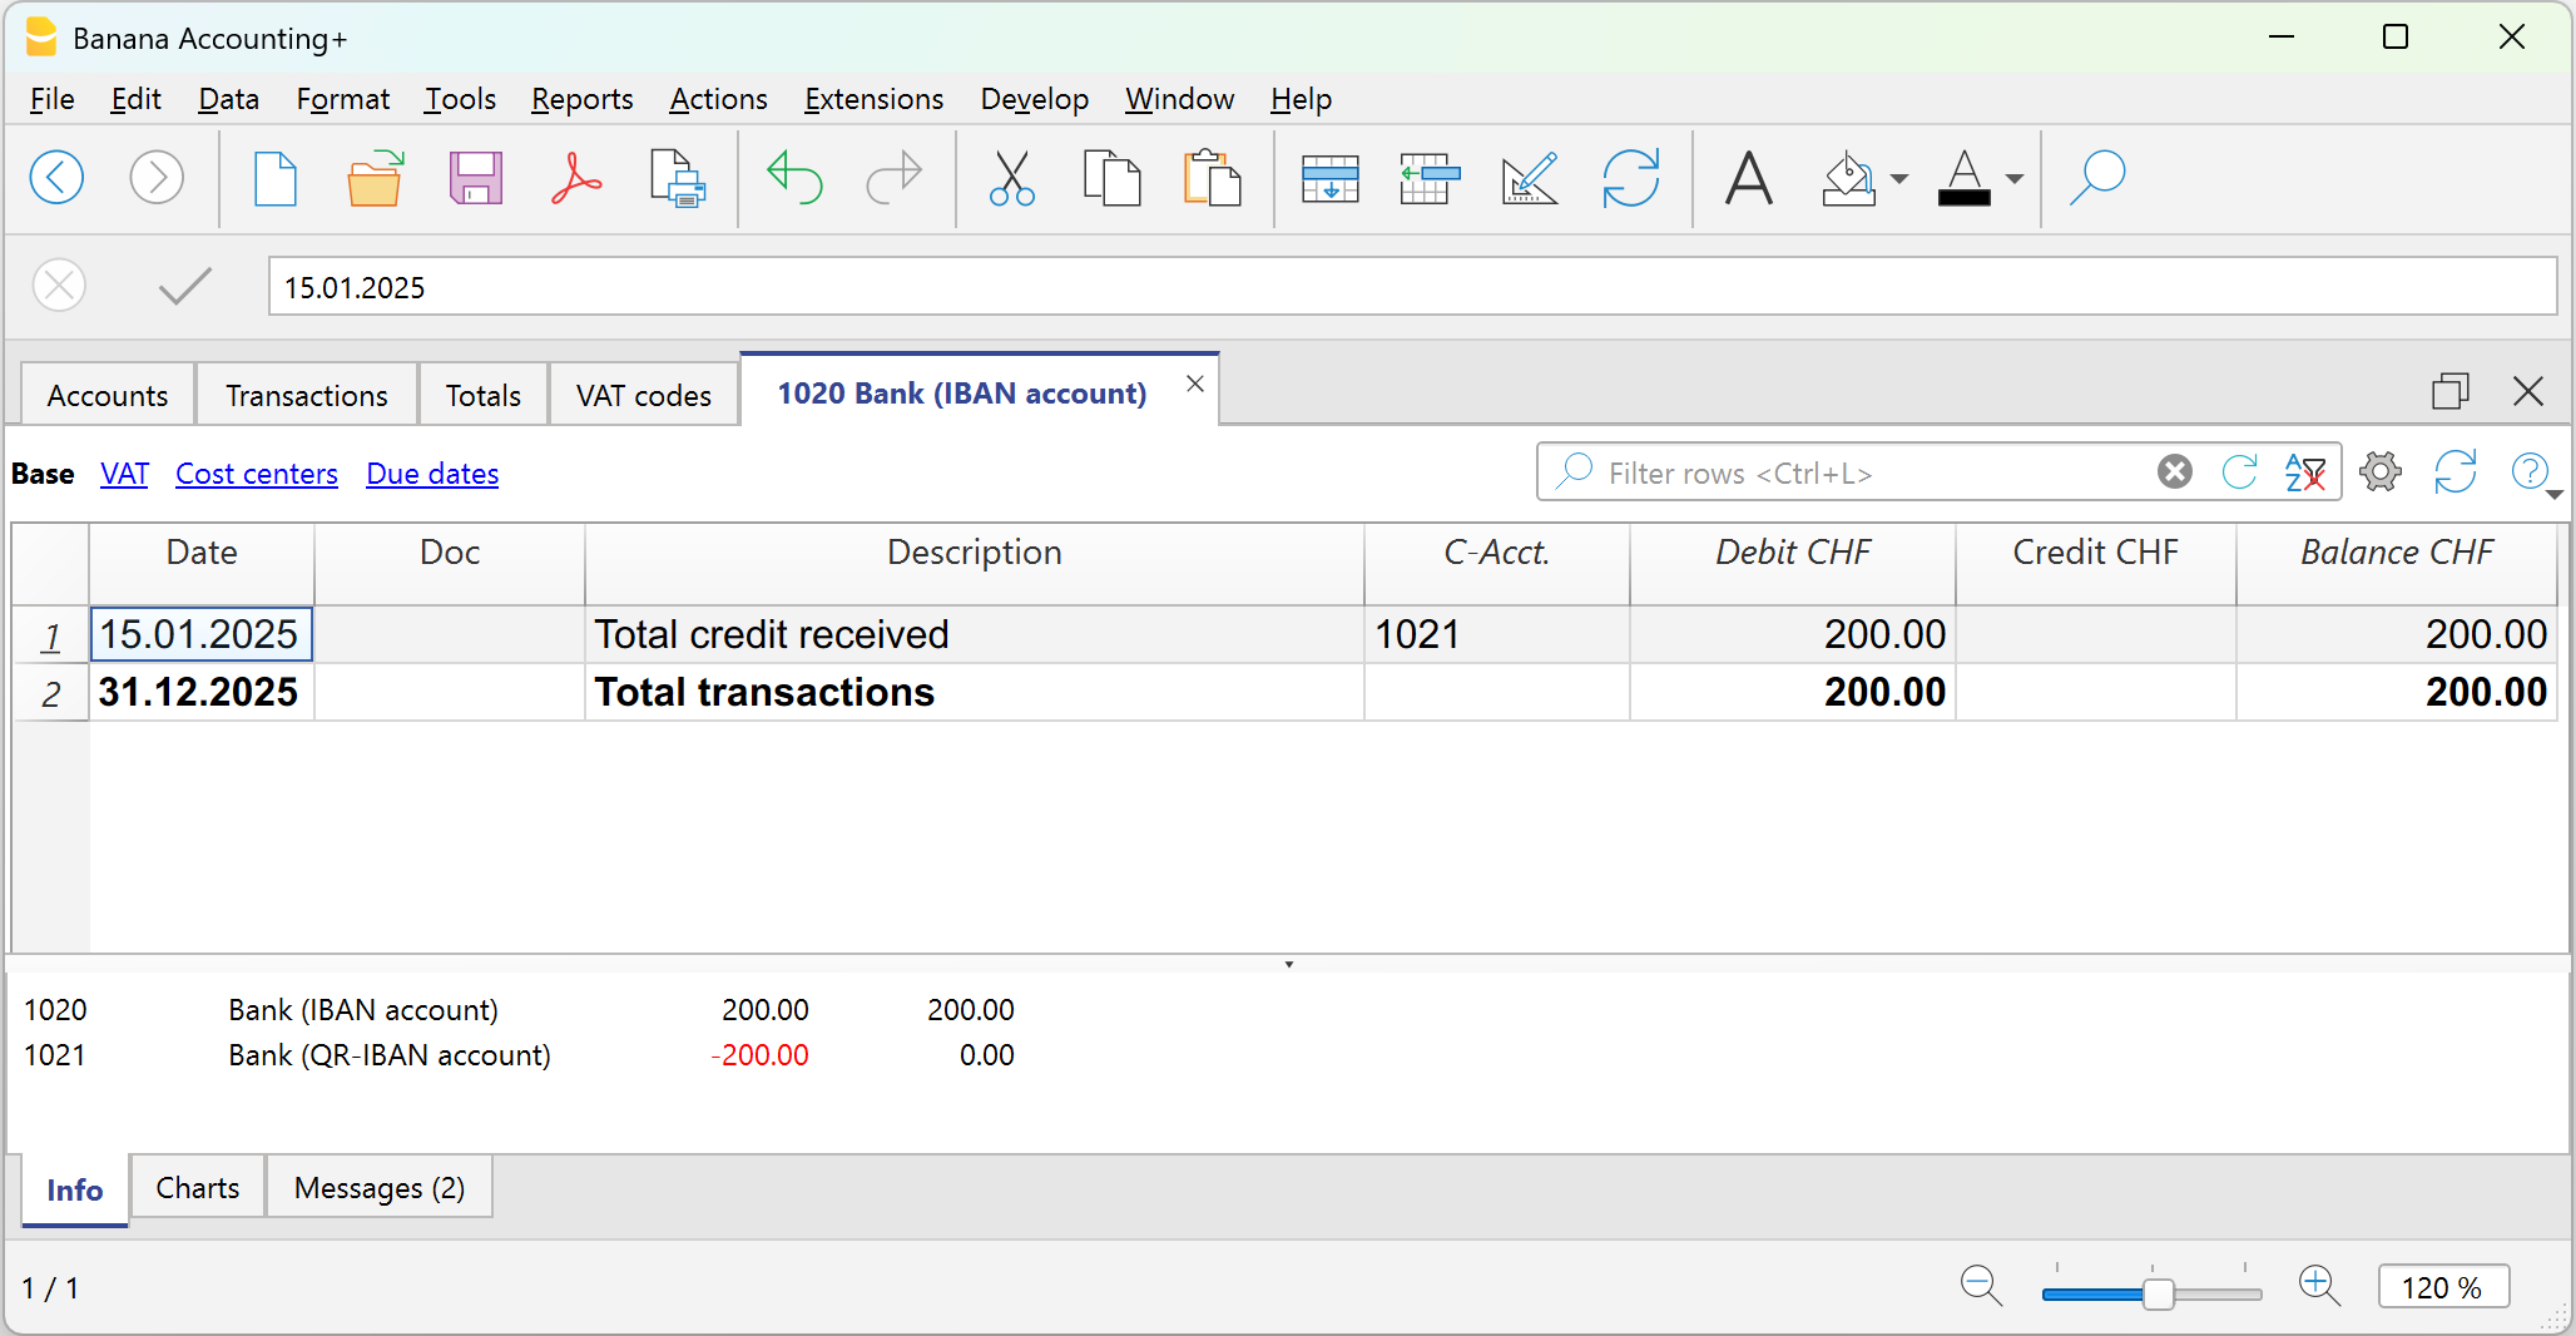 Banana Accounting+
File Edit Data Format Tools Reports Actions Extensions Develop Window Help
15.01.2025
Accounts Transactions Totals VAT codes 1020 Bank (IBAN account)
Base VAT Cost centers Due dates Filter rows <Ctrl+L>
Date Doc Description C-Acct. Debit CHF Credit CHF Balance CHF
1 15.01.2025 Total credit received 1021 200.00 200.00
2 31.12.2025 Total transactions 200.00 200.00
1020 Bank (IBAN account) 200.00 200.00
1021 Bank (QR-IBAN account) -200.00 0.00
Info Charts Messages (2)
1 / 1 120 %